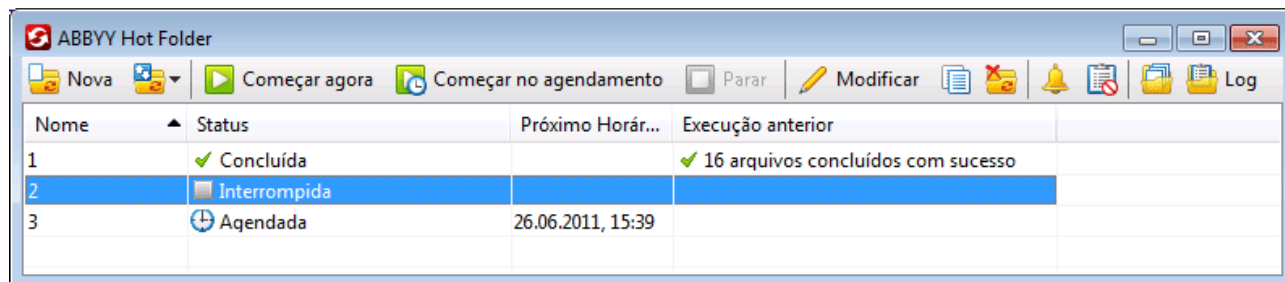 ABBYY Hot Folder
Nova Começar agora Começar no agendamento Parar Modificar Log
Nome Status Próximo Horár... Execução anterior
1 Concluída 16 arquivos concluídos com sucesso
2 Interrompida
3 Agendada 26.06.2011, 15:39